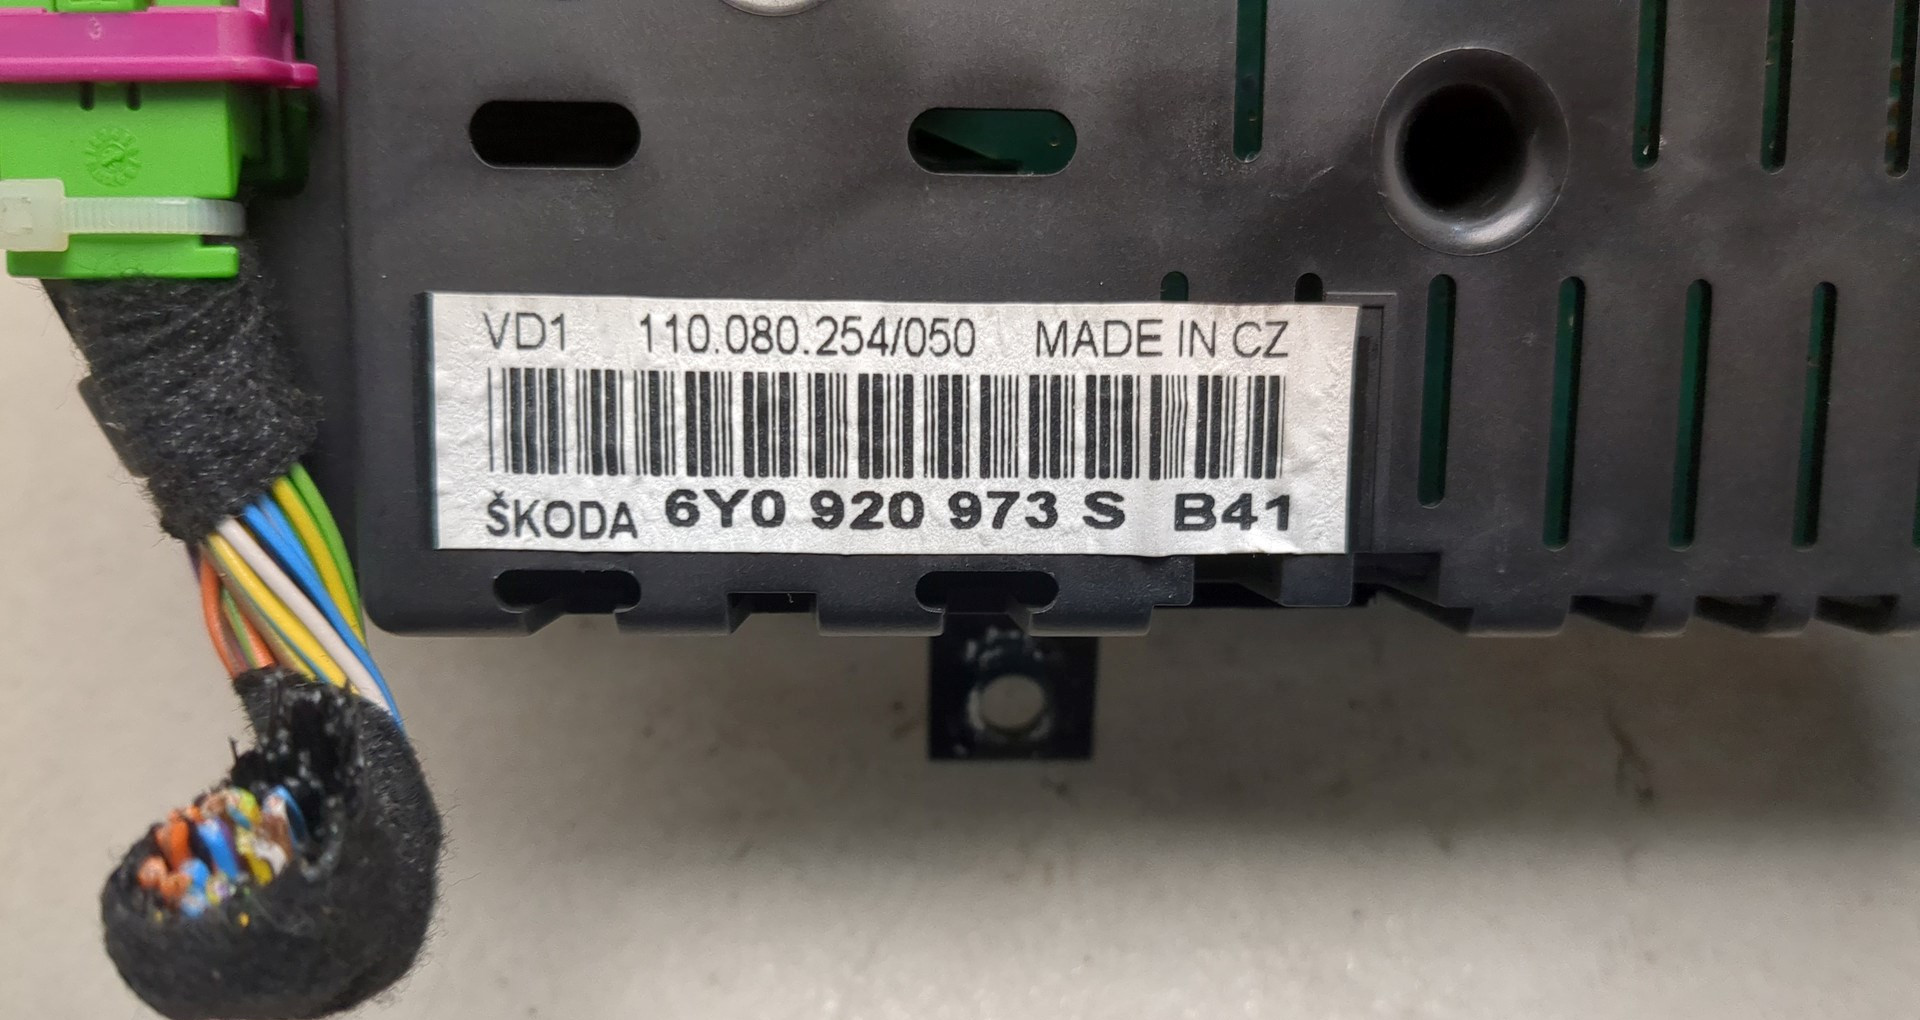 VD1 110.080.254/050 MADE IN CZ
ŠKODA 6Y0 920 973 S B41